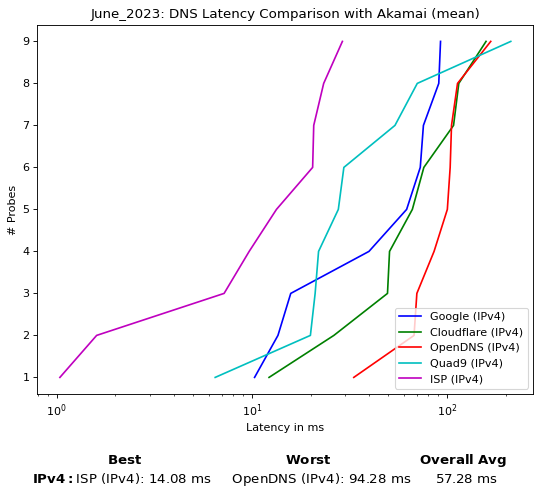 June_2023: DNS Latency Comparison with Akamai (mean)
9
8
7
6
5
4
3
2
1
# Probes
10^0
10^1
10^2
Latency in ms
Google (IPv4)
Cloudflare (IPv4)
OpenDNS (IPv4)
Quad9 (IPv4)
ISP (IPv4)
Best Worst Overall Avg
IPv4: ISP (IPv4): 14.08 ms OpenDNS (IPv4): 94.28 ms 57.28 ms